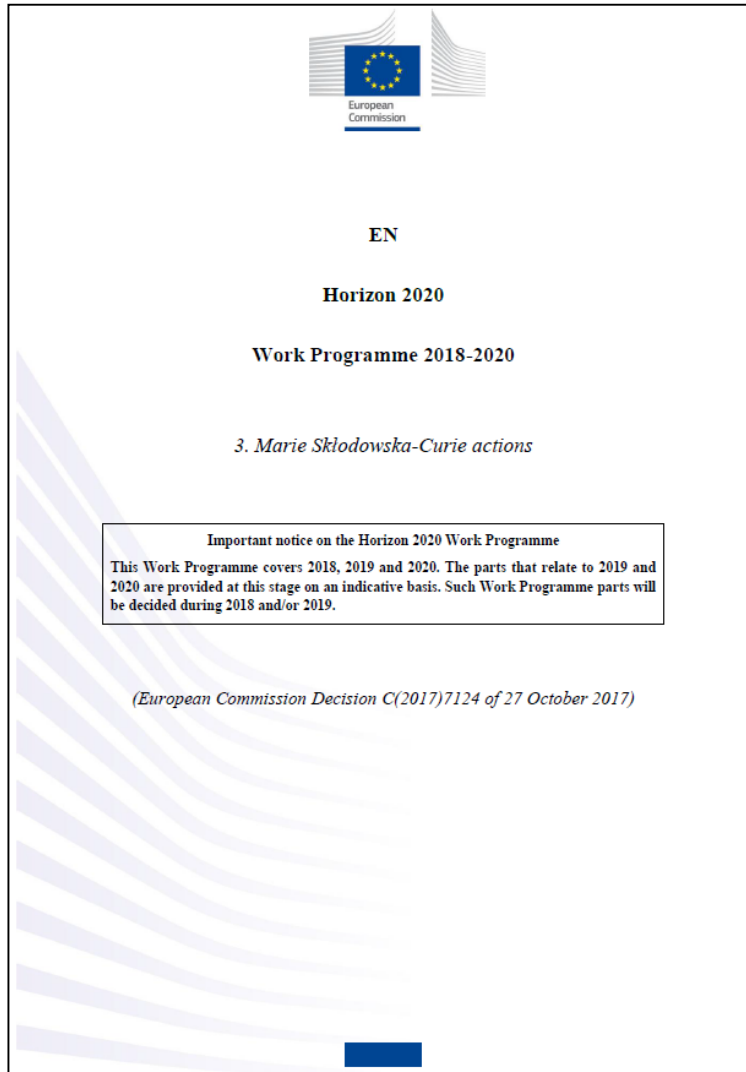 European
Commission
EN
Horizon 2020
Work Programme 2018-2020
3. Marie Skłodowska-Curie actions
Important notice on the Horizon 2020 Work Programme
This Work Programme covers 2018, 2019 and 2020. The parts that relate to 2019 and
2020 are provided at this stage on an indicative basis. Such Work Programme parts will
be decided during 2018 and/or 2019.
(European Commission Decision C(2017)7124 of 27 October 2017)